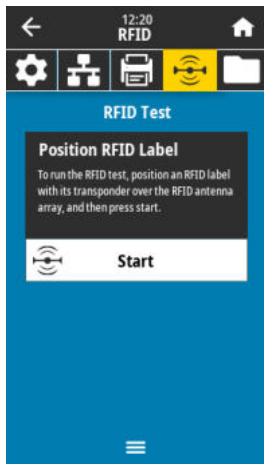 12:20
RFID
RFID Test
Position RFID Label
To run the RFID test, position an RFID label
with its transponder over the RFID antenna
array, and then press start.
Start